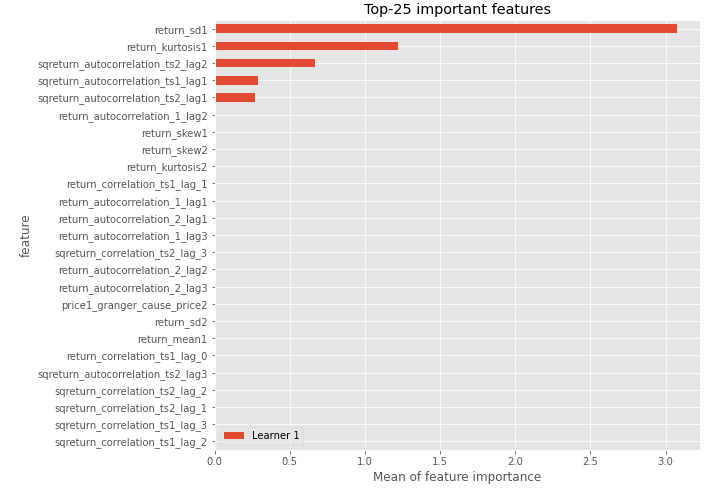 Top-25 important features
return_sd1
return_kurtosis1
sqreturn_autocorrelation_ts2_lag2
sqreturn_autocorrelation_ts1_lag1
sqreturn_autocorrelation_ts2_lag1
return_autocorrelation_1_lag2
return_skew1
return_skew2
return_kurtosis2
return_correlation_ts1_lag_1
return_autocorrelation_1_lag1
return_autocorrelation_2_lag1
return_autocorrelation_1_lag3
sqreturn_correlation_ts2_lag_3
return_autocorrelation_2_lag2
return_autocorrelation_2_lag3
price1_granger_cause_price2
return_sd2
return_mean1
return_correlation_ts1_lag_0
sqreturn_autocorrelation_ts2_lag3
sqreturn_correlation_ts2_lag_2
sqreturn_correlation_ts2_lag_1
sqreturn_correlation_ts1_lag_3
sqreturn_correlation_ts1_lag_2
feature
Learner 1
0.0 0.5 1.0 1.5 2.0 2.5 3.0
Mean of feature importance